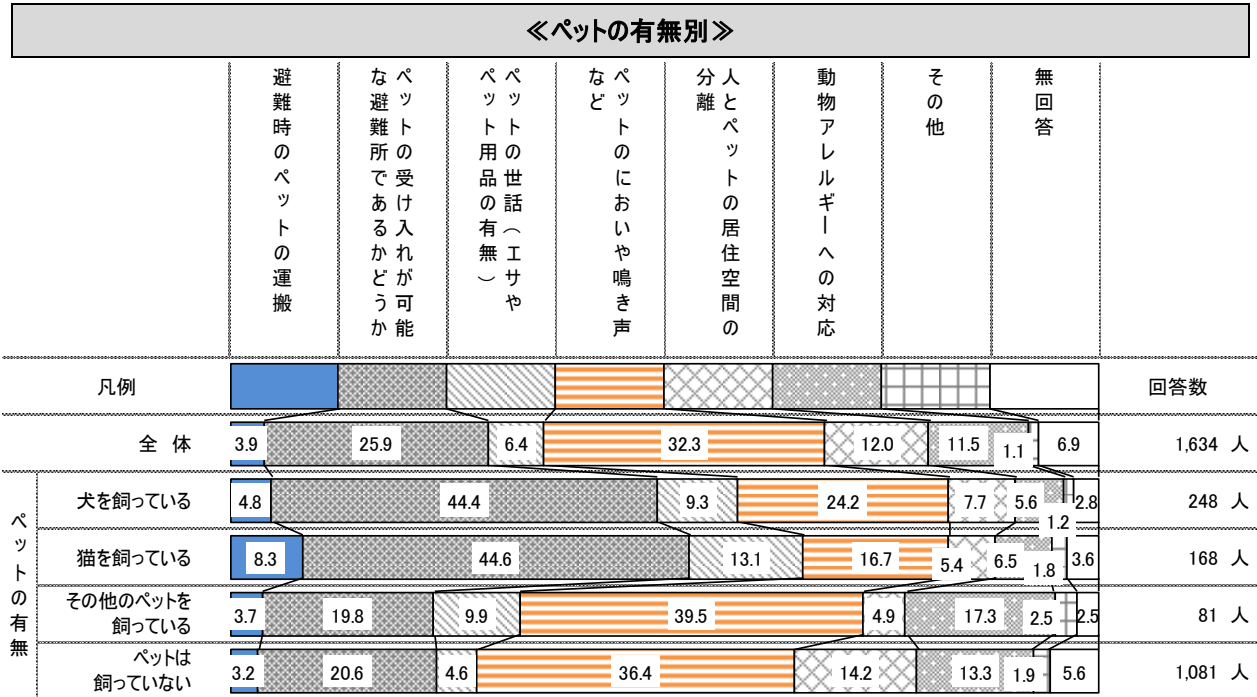 ≪ペットの有無別≫
避難時のペットの運搬
ペットの受け入れが可能
な避難所であるかどうか
ペットの世話（エサや
ペット用品の有無）
ペットのにおいや鳴き声
など
人とペットの居住空間の
分離
動物アレルギーへの対応
その他
無回答
凡例
回答数
全 体
3.9
25.9
6.4
32.3
12.0
11.5
1.1
6.9
1,634 人
ペットの有無
犬を飼っている
4.8
44.4
9.3
24.2
7.7
5.6
1.2
2.8
248 人
猫を飼っている
8.3
44.6
13.1
16.7
5.4
6.5
1.8
3.6
168 人
その他のペットを
飼っている
3.7
19.8
9.9
39.5
4.9
17.3
2.5
2.5
81 人
ペットは
飼っていない
3.2
20.6
4.6
36.4
14.2
13.3
1.9
5.6
1,081 人